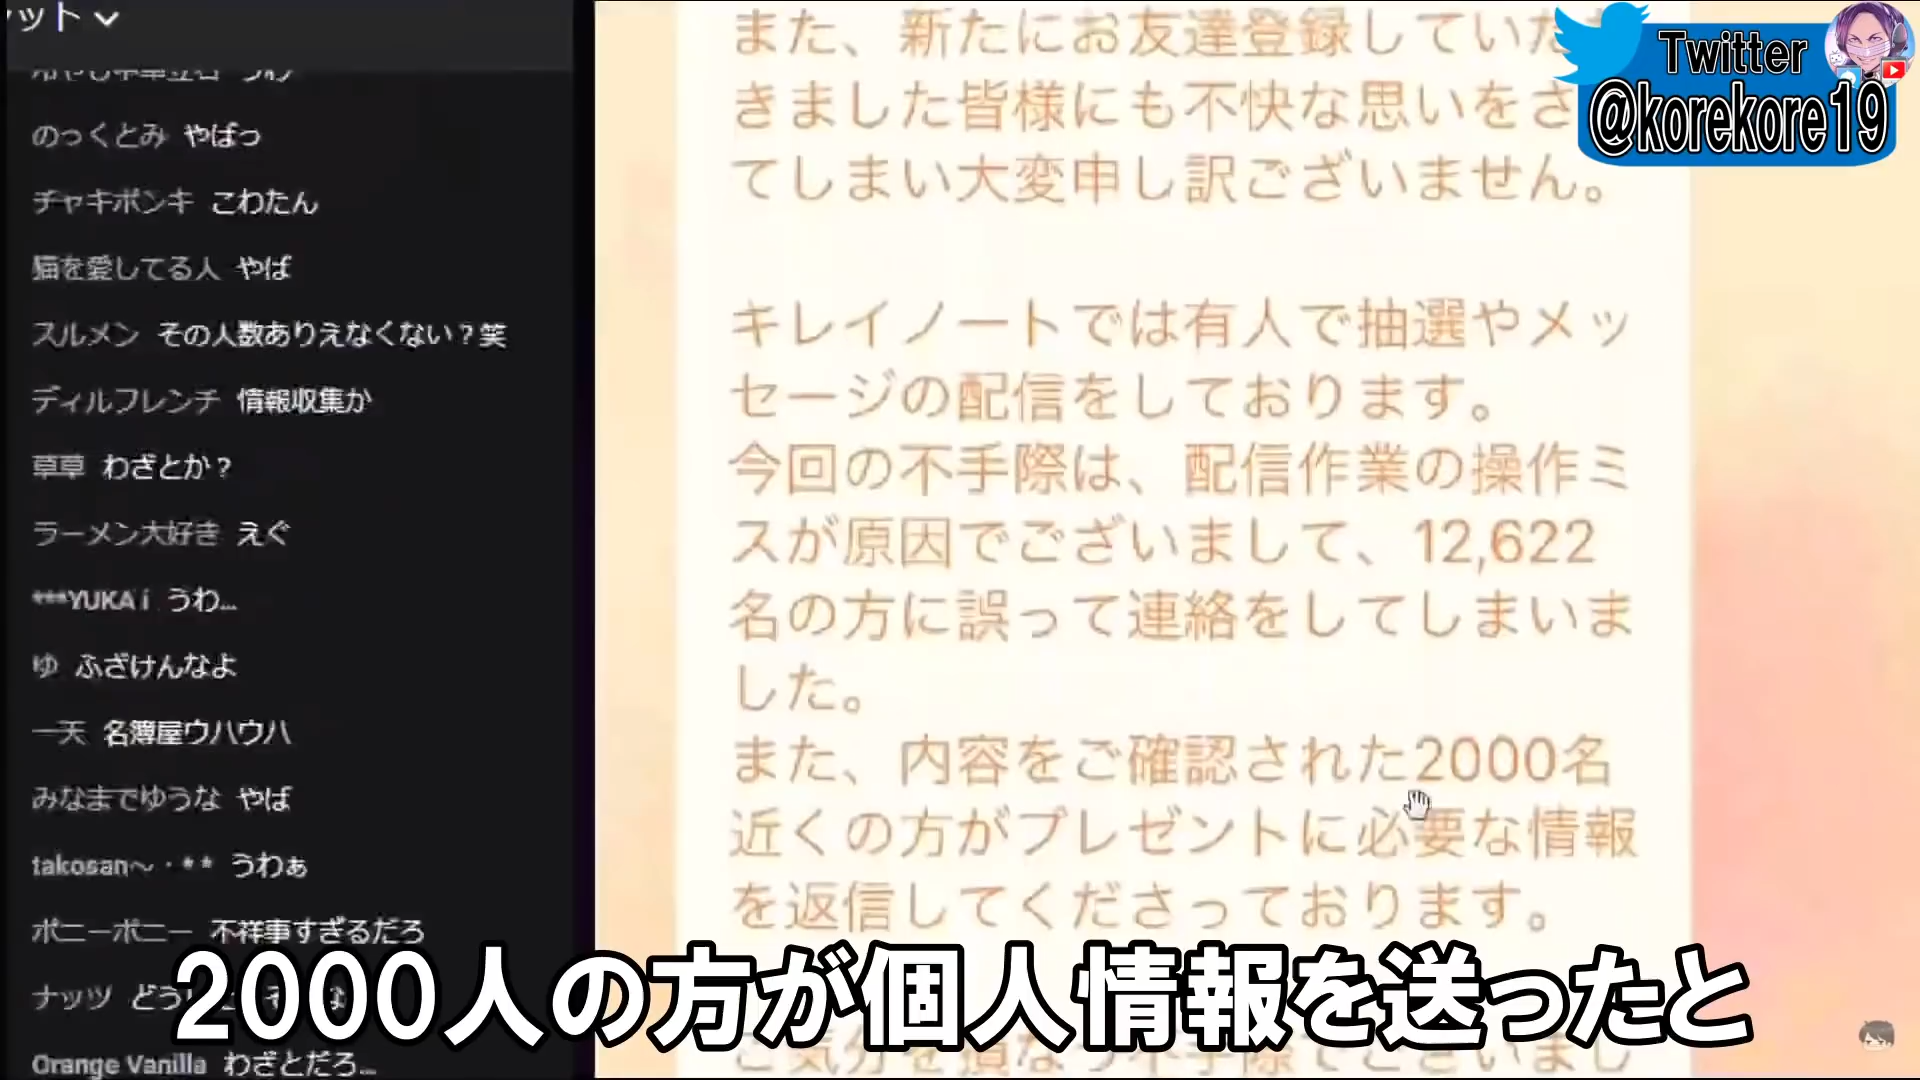 ット
のっくとみ やばっ
チャキポンキ こわたん
猫を愛してる人 やば
スルメン その人数ありえなくない？笑
ディルフレンチ 情報収集か
草草 わざとか？
ラーメン大好き えぐ
***YUKA í うわ...
ゆ ふざけんなよ
一天 名簿屋ウハウハ
みなまでゆうな やば
takosan〜・** うわぁ
ポニーポニー 不祥事すぎるだろ
ナッツ どう
Orange Vanilla わざとだろ...
また、新たにお友達登録していただ
きました皆様にも不快な思いをさ
てしまい大変申し訳ございません。
キレイノートでは有人で抽選やメッ
セージの配信をしております。
今回の不手際は、配信作業の操作ミ
スが原因でございまして、12,622
名の方に誤って連絡をしてしまいま
した。
また、内容をご確認された2000名
近くの方がプレゼントに必要な情報
を返信してくださっております。
Twitter
@korekore19
2000人の方が個人情報を送ったと